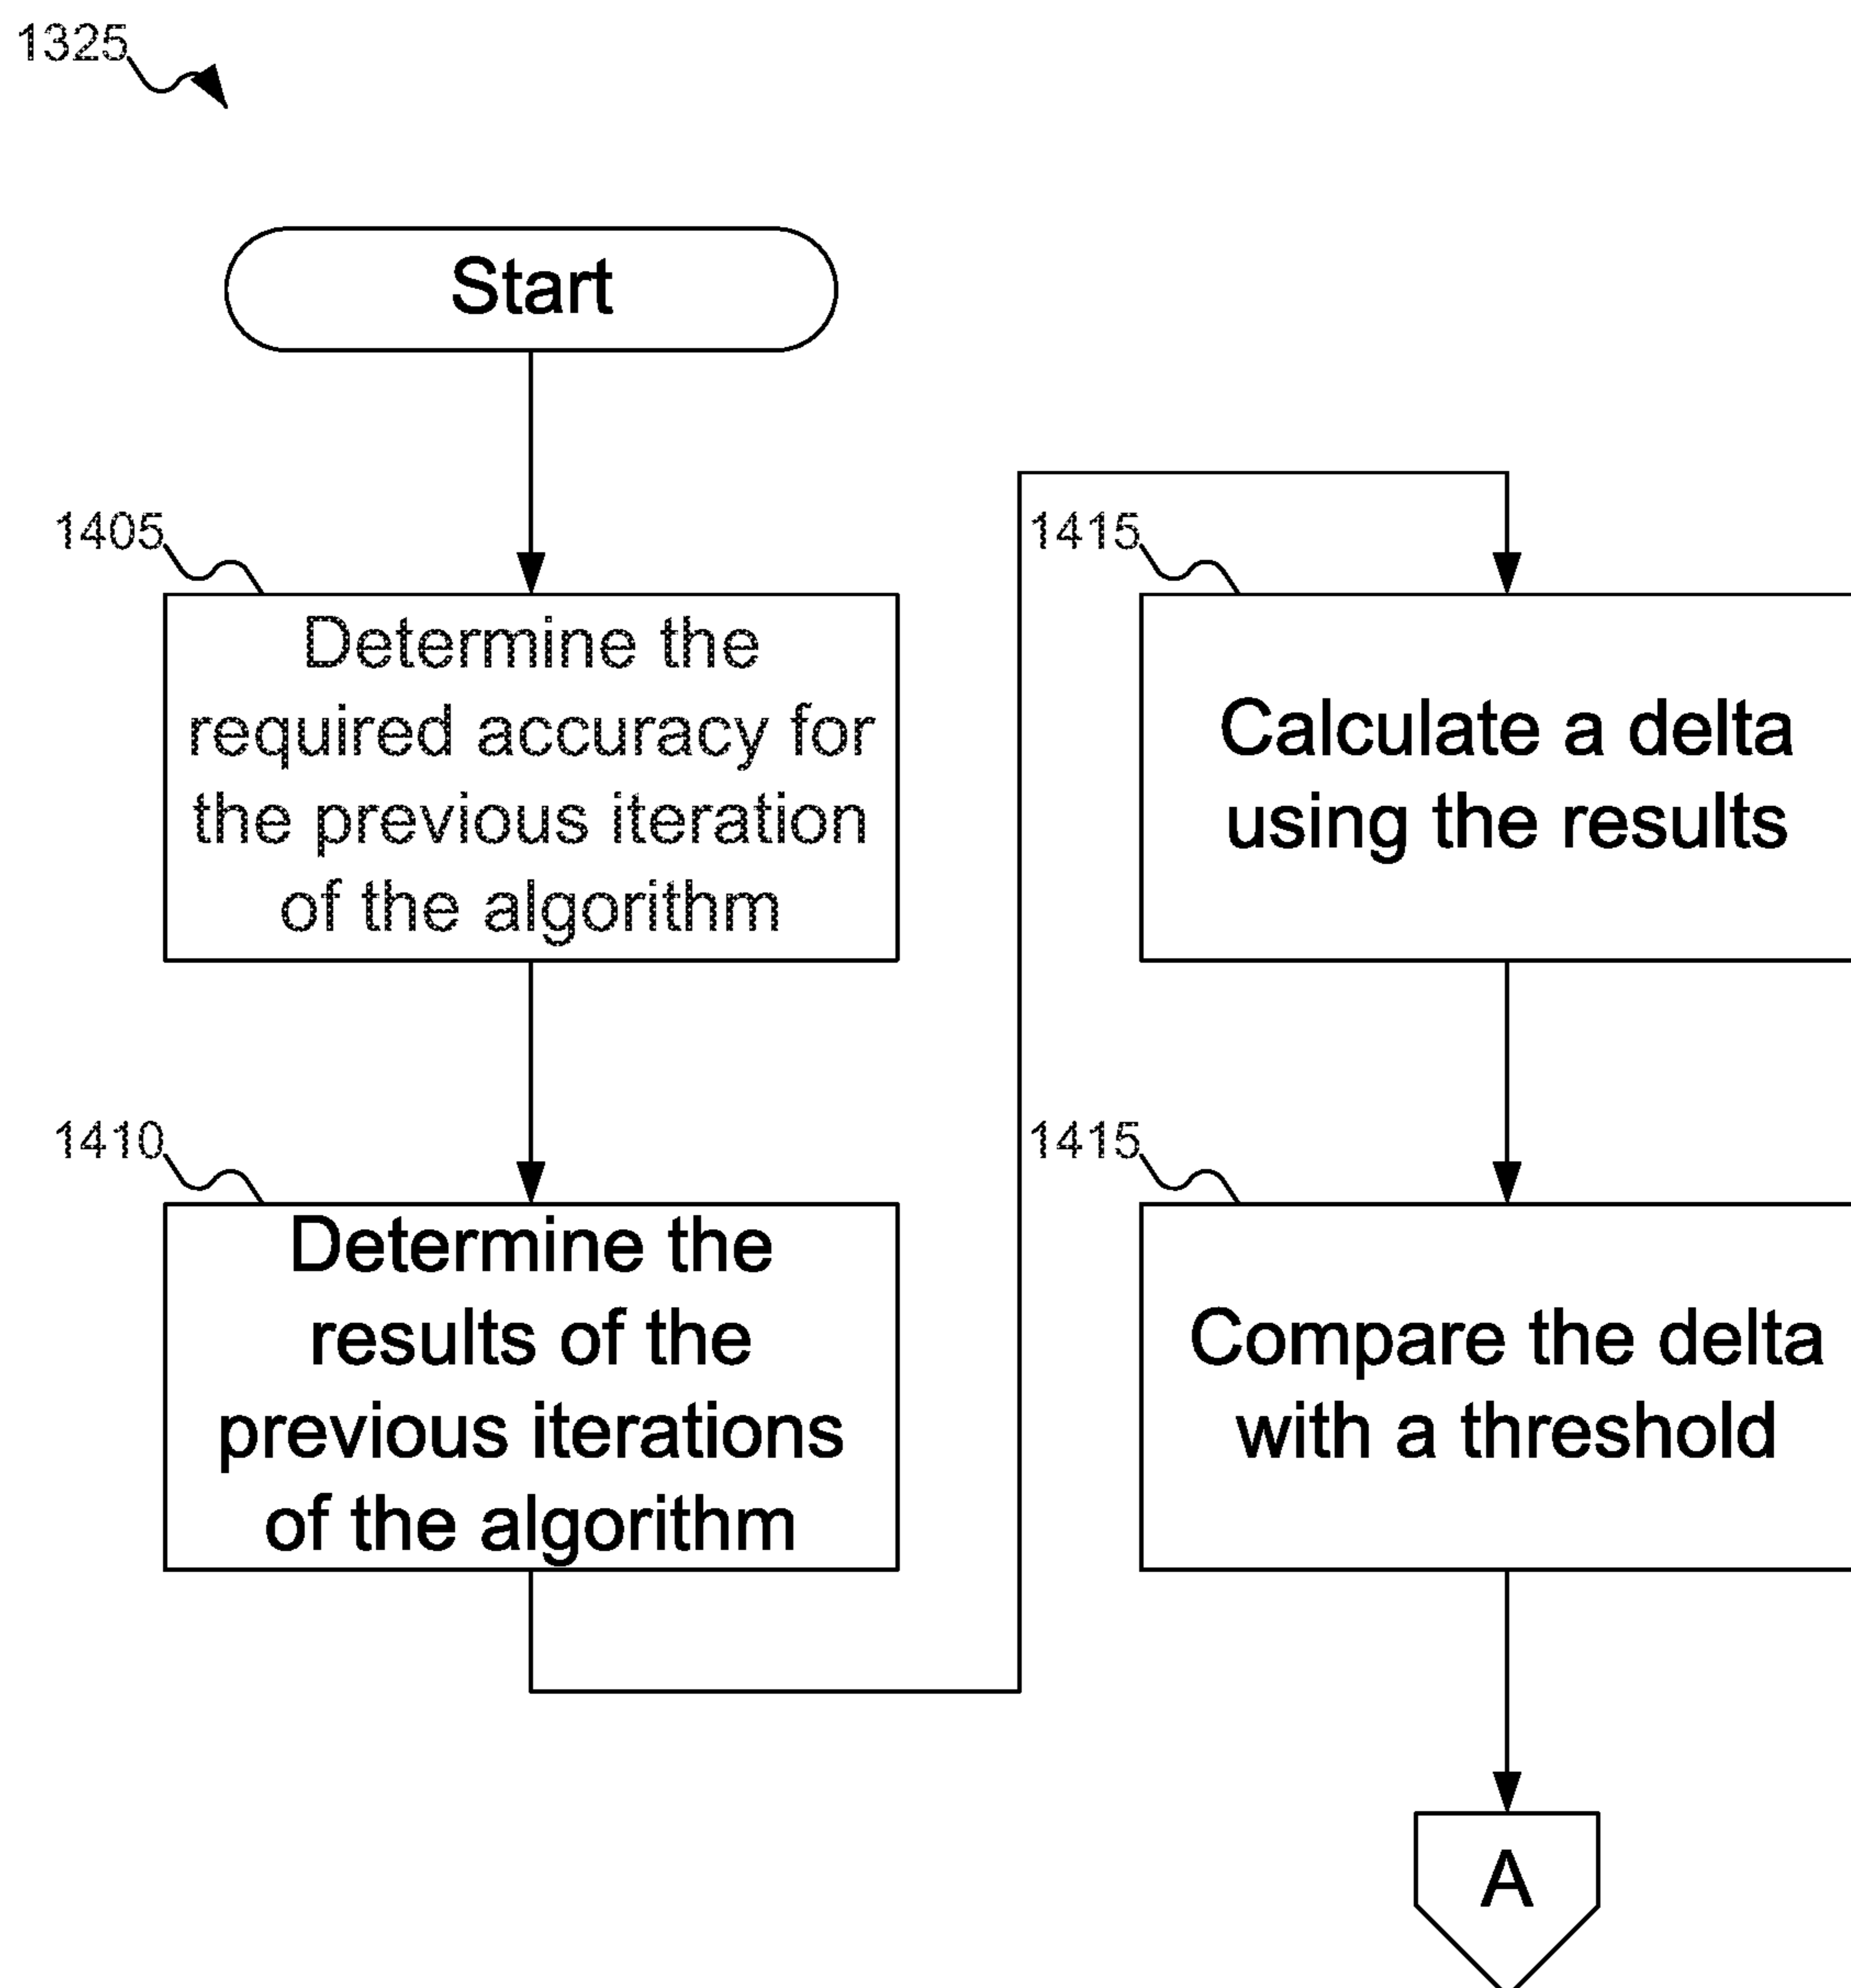 1325
Start
1405
Determine the
required accuracy for
the previous iteration
of the algorithm
1410
Determine the
results of the
previous iterations
of the algorithm
1415
Calculate a delta
using the results
1415
Compare the delta
with a threshold
A